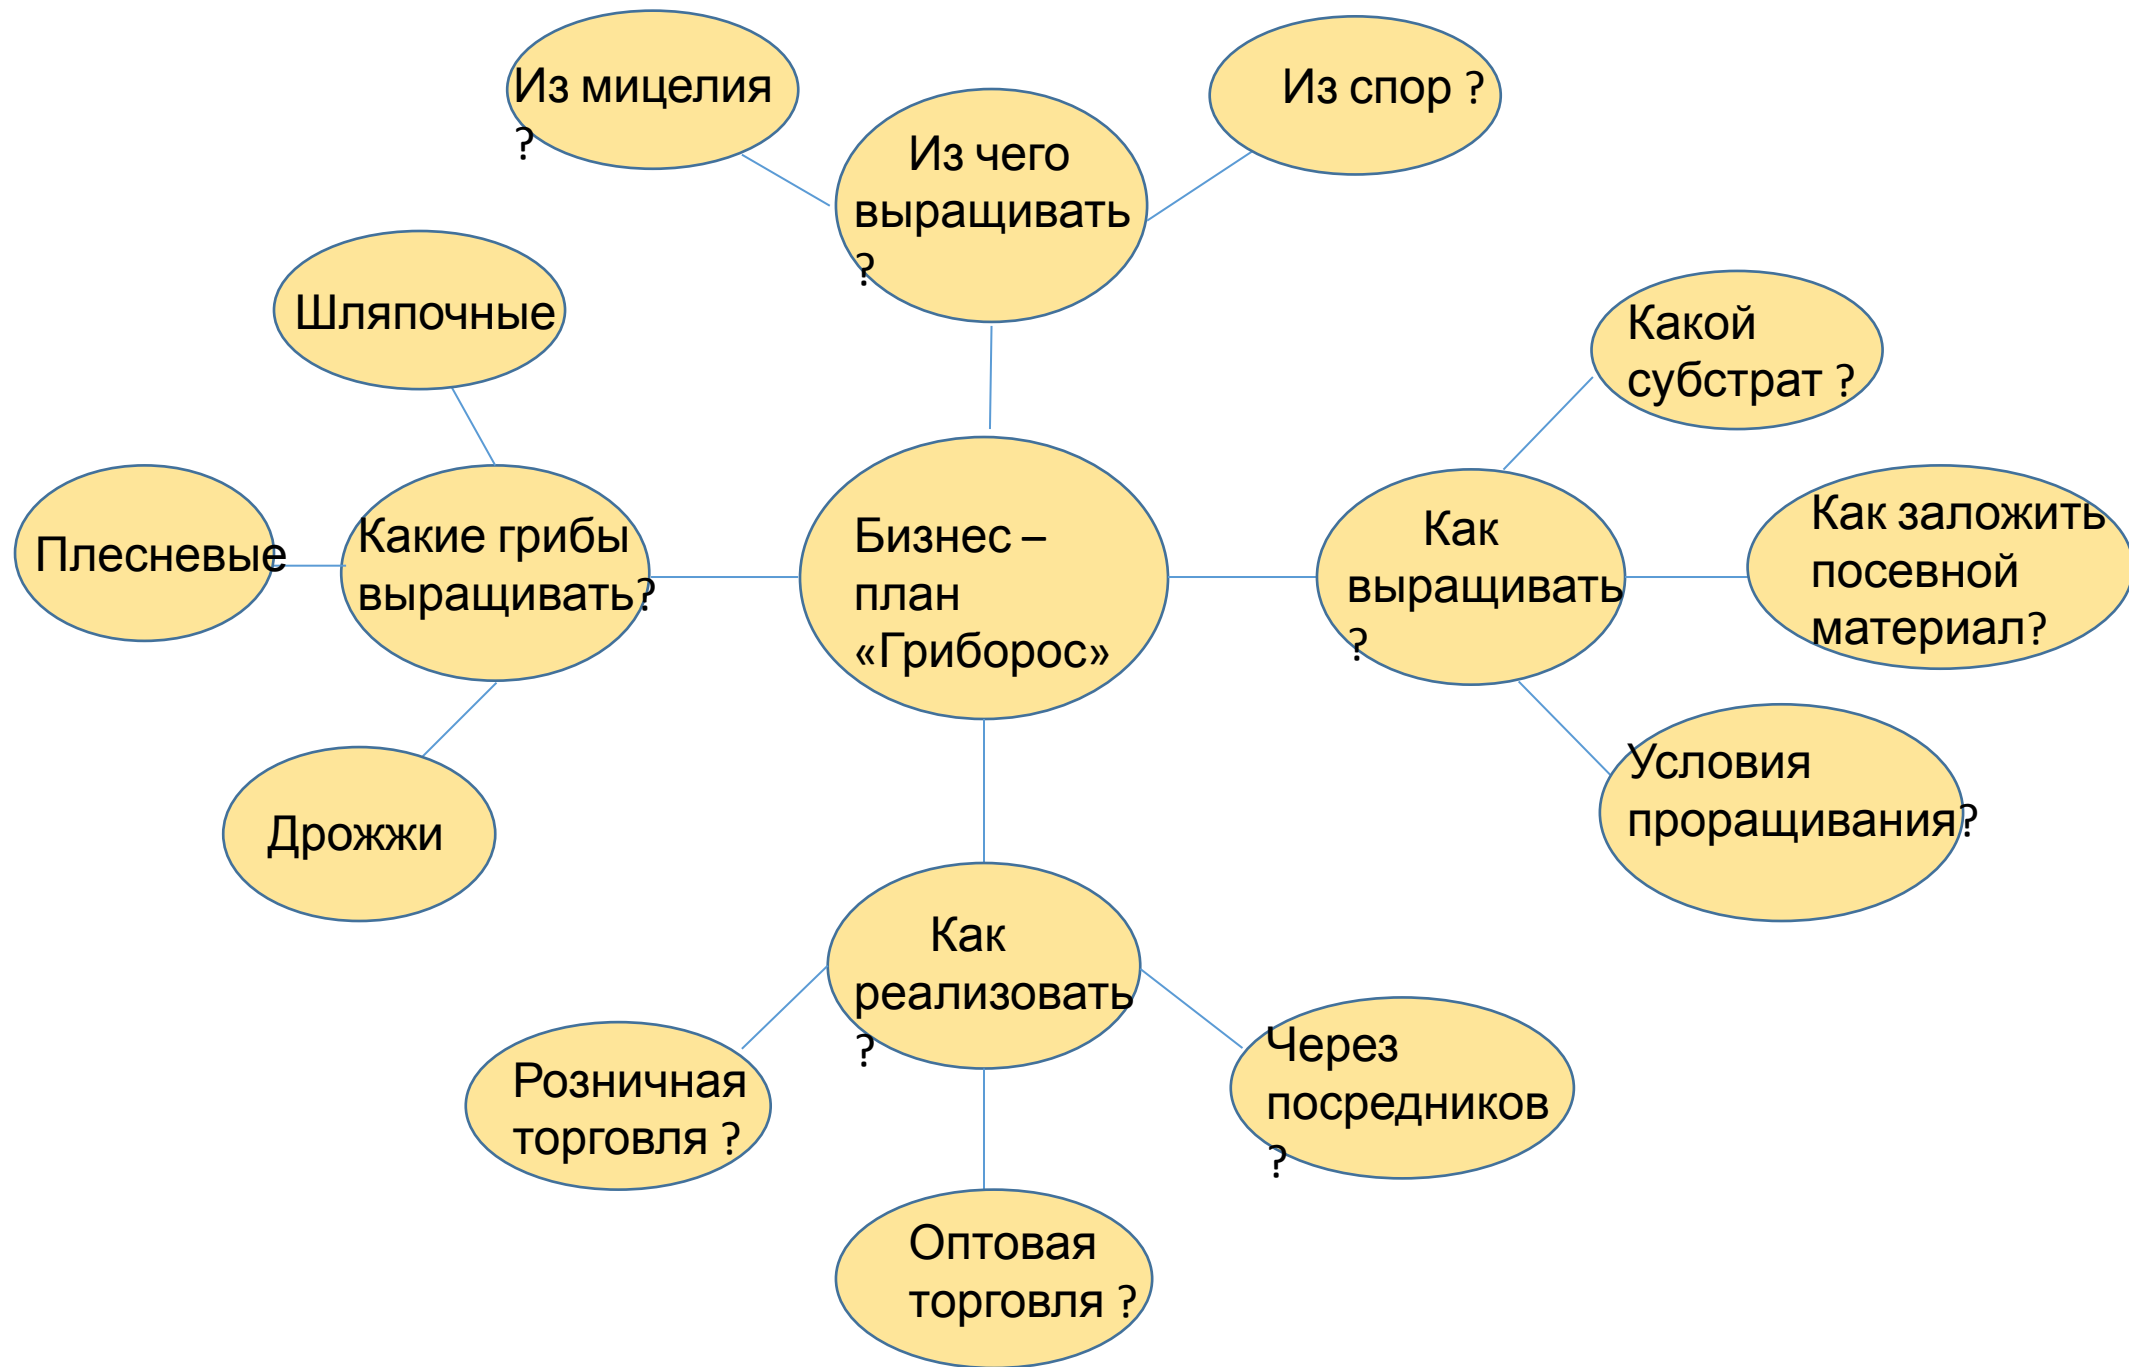 Из мицелия
?
Из спор ?
Из чего
выращивать
?
Шляпочные
Какой
субстрат ?
Плесневые
Какие грибы
выращивать?
Бизнес –
план
«Гриборос»
Как
выращивать
?
Как заложить
посевной
материал?
Дрожжи
Условия
проращивания?
Как
реализовать
?
Розничная
торговля ?
Через
посредников
?
Оптовая
торговля ?